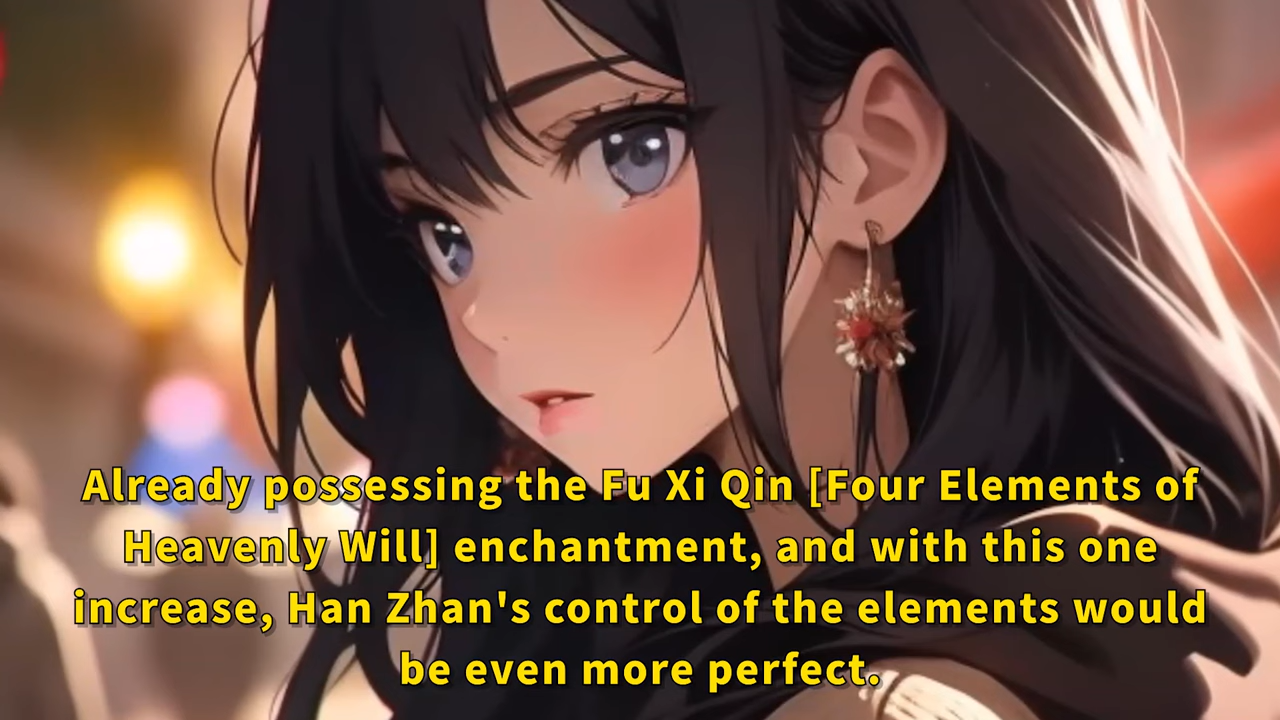 Already possessing the Fu Xi Qin [Four Elements of
Heavenly Will] enchantment, and with this one
increase, Han Zhan's control of the elements would
be even more perfect.